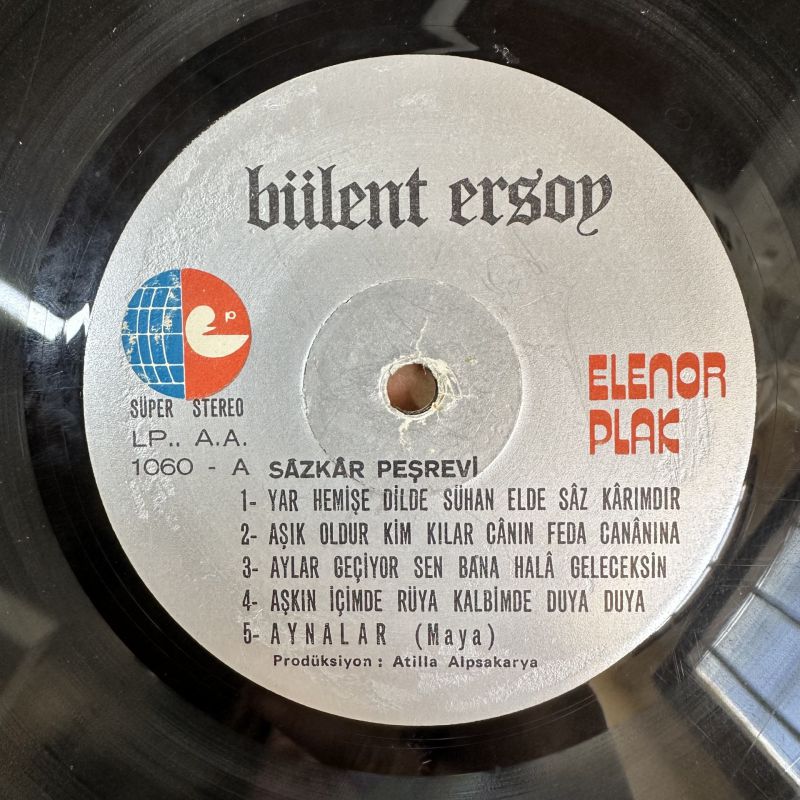 bülent ersoy
p
SÜPER STEREO
ELENOR
PLAK
LP.. A.A.
1060 - A
SÂZKÂR PEŞREVİ
1- YAR HEMİŞE DİLDE SÜHAN ELDE SÂZ KÂRIMDIR
2- AŞIK OLDUR KİM KILAR CÂNIN FEDA CANÂNINA
3- AYLAR GEÇİYOR SEN BANA HALÂ GELECEKSİN
4- AŞKIN İÇİMDE RÜYA KALBİMDE DUYA DUYA
5- AYNALAR (Maya)
Prodüksiyon : Atilla Alpsakarya